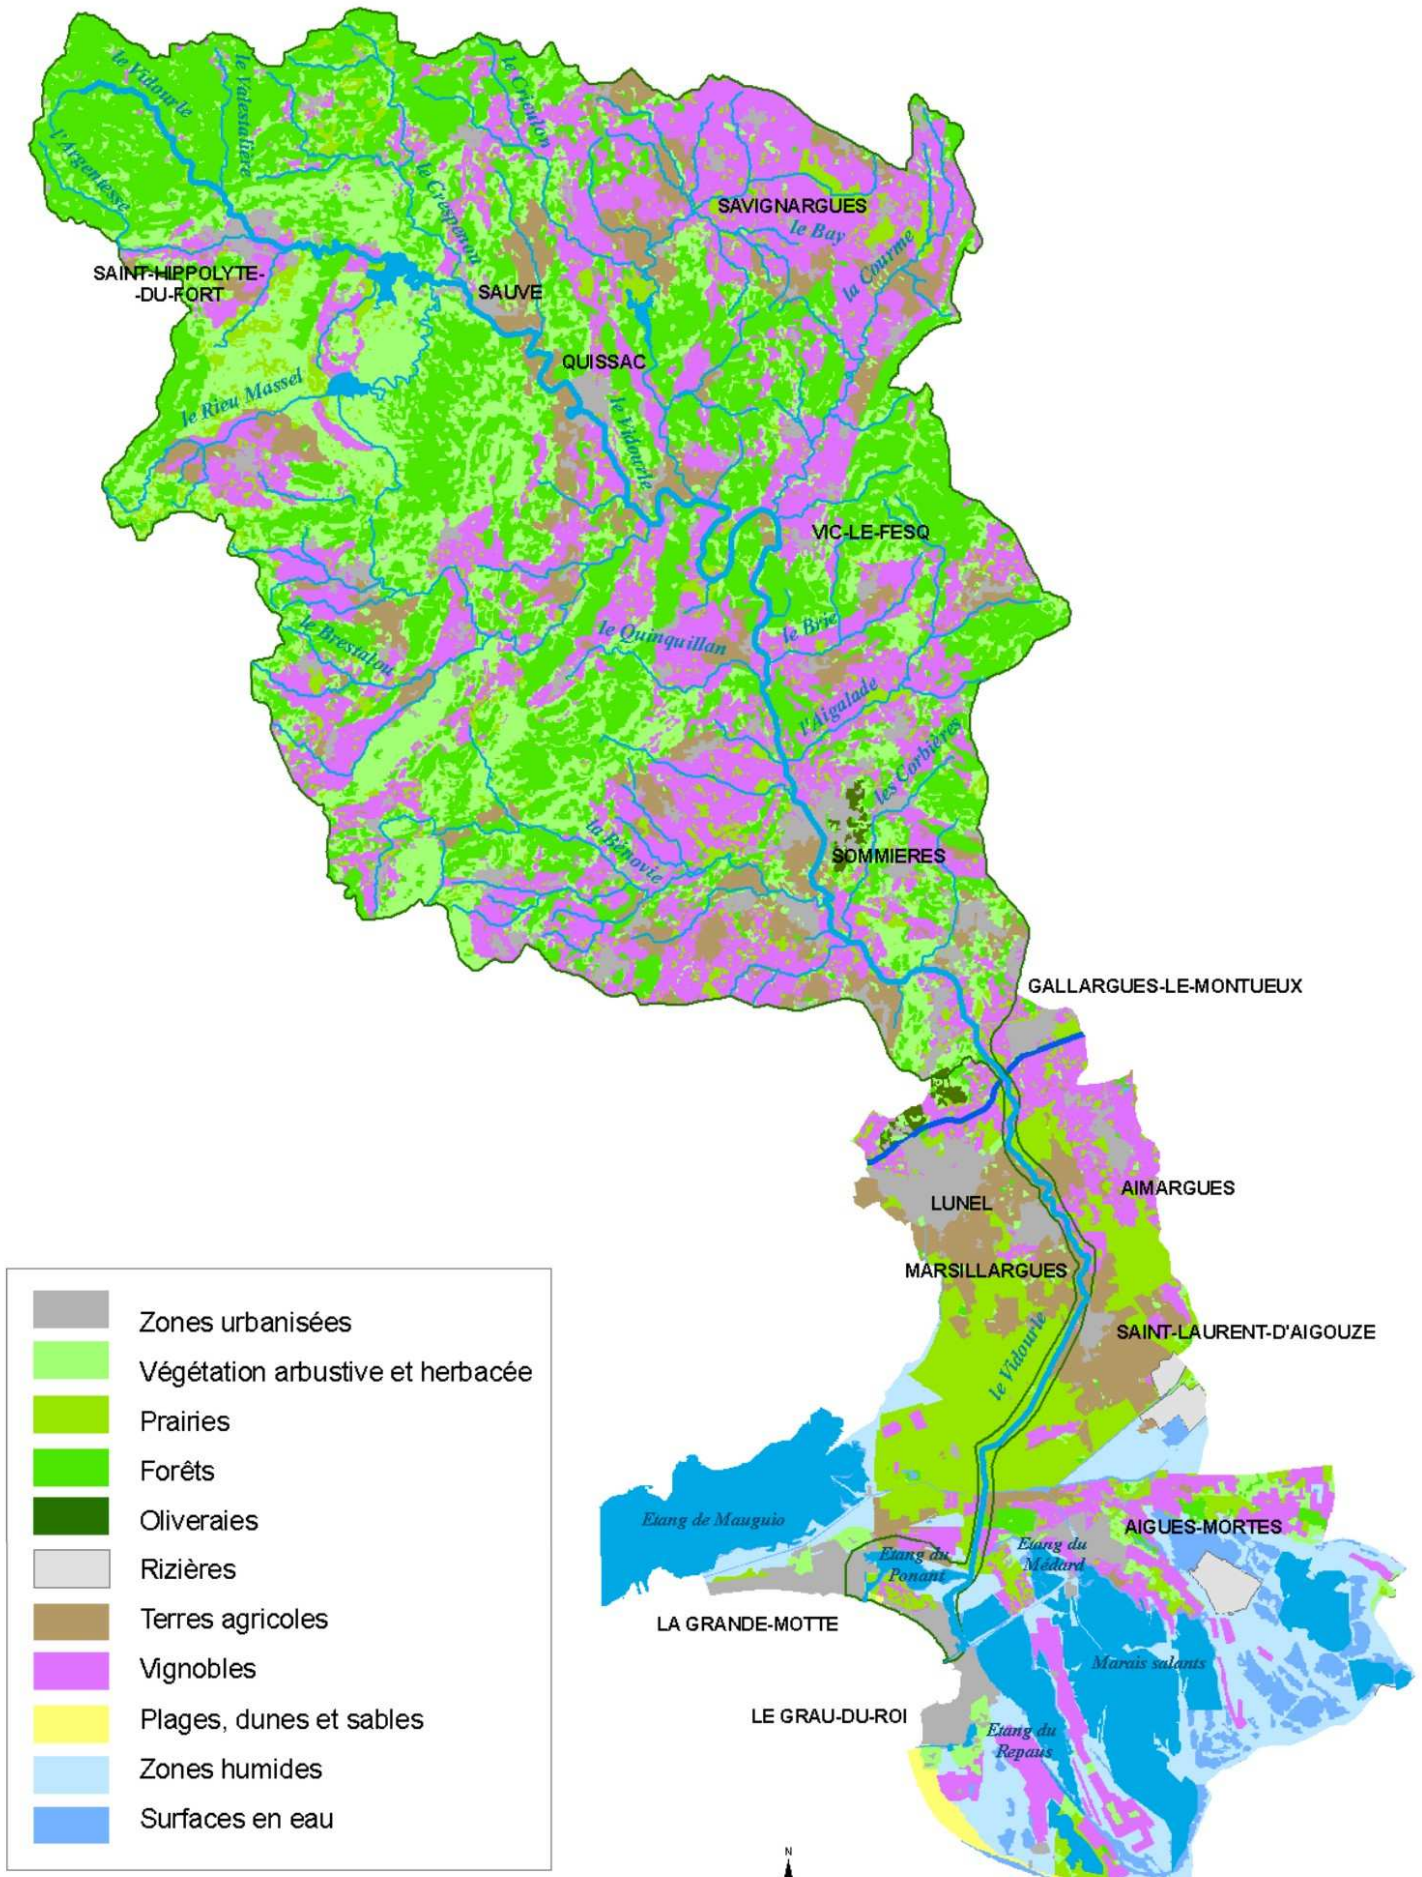 le Vidourle
le Valestalière
le Crieulon
l'Argentesse
le Crespenou
SAVIGNARGUES
le Bay
la Courme
SAINT-HIPPOLYTE-
-DU-FORT
SAUVE
QUISSAC
le Rieu Massel
le Vidourle
VIC-LE-FESQ
le Brestalou
le Quinquillan
le Brie
l'Aigalade
les Corbières
la Bénovie
SOMMIERES
GALLARGUES-LE-MONTUEUX
AIMARGUES
LUNEL
MARSILLARGUES
SAINT-LAURENT-D'AIGOUZE
le Vidourle
Etang de Mauguio
AIGUES-MORTES
Etang du
Ponant
Etang du
Médard
LA GRANDE-MOTTE
Marais salants
LE GRAU-DU-ROI
Etang du
Repaus
Zones urbanisées
Végétation arbustive et herbacée
Prairies
Forêts
Oliveraies
Rizières
Terres agricoles
Vignobles
Plages, dunes et sables
Zones humides
Surfaces en eau
N